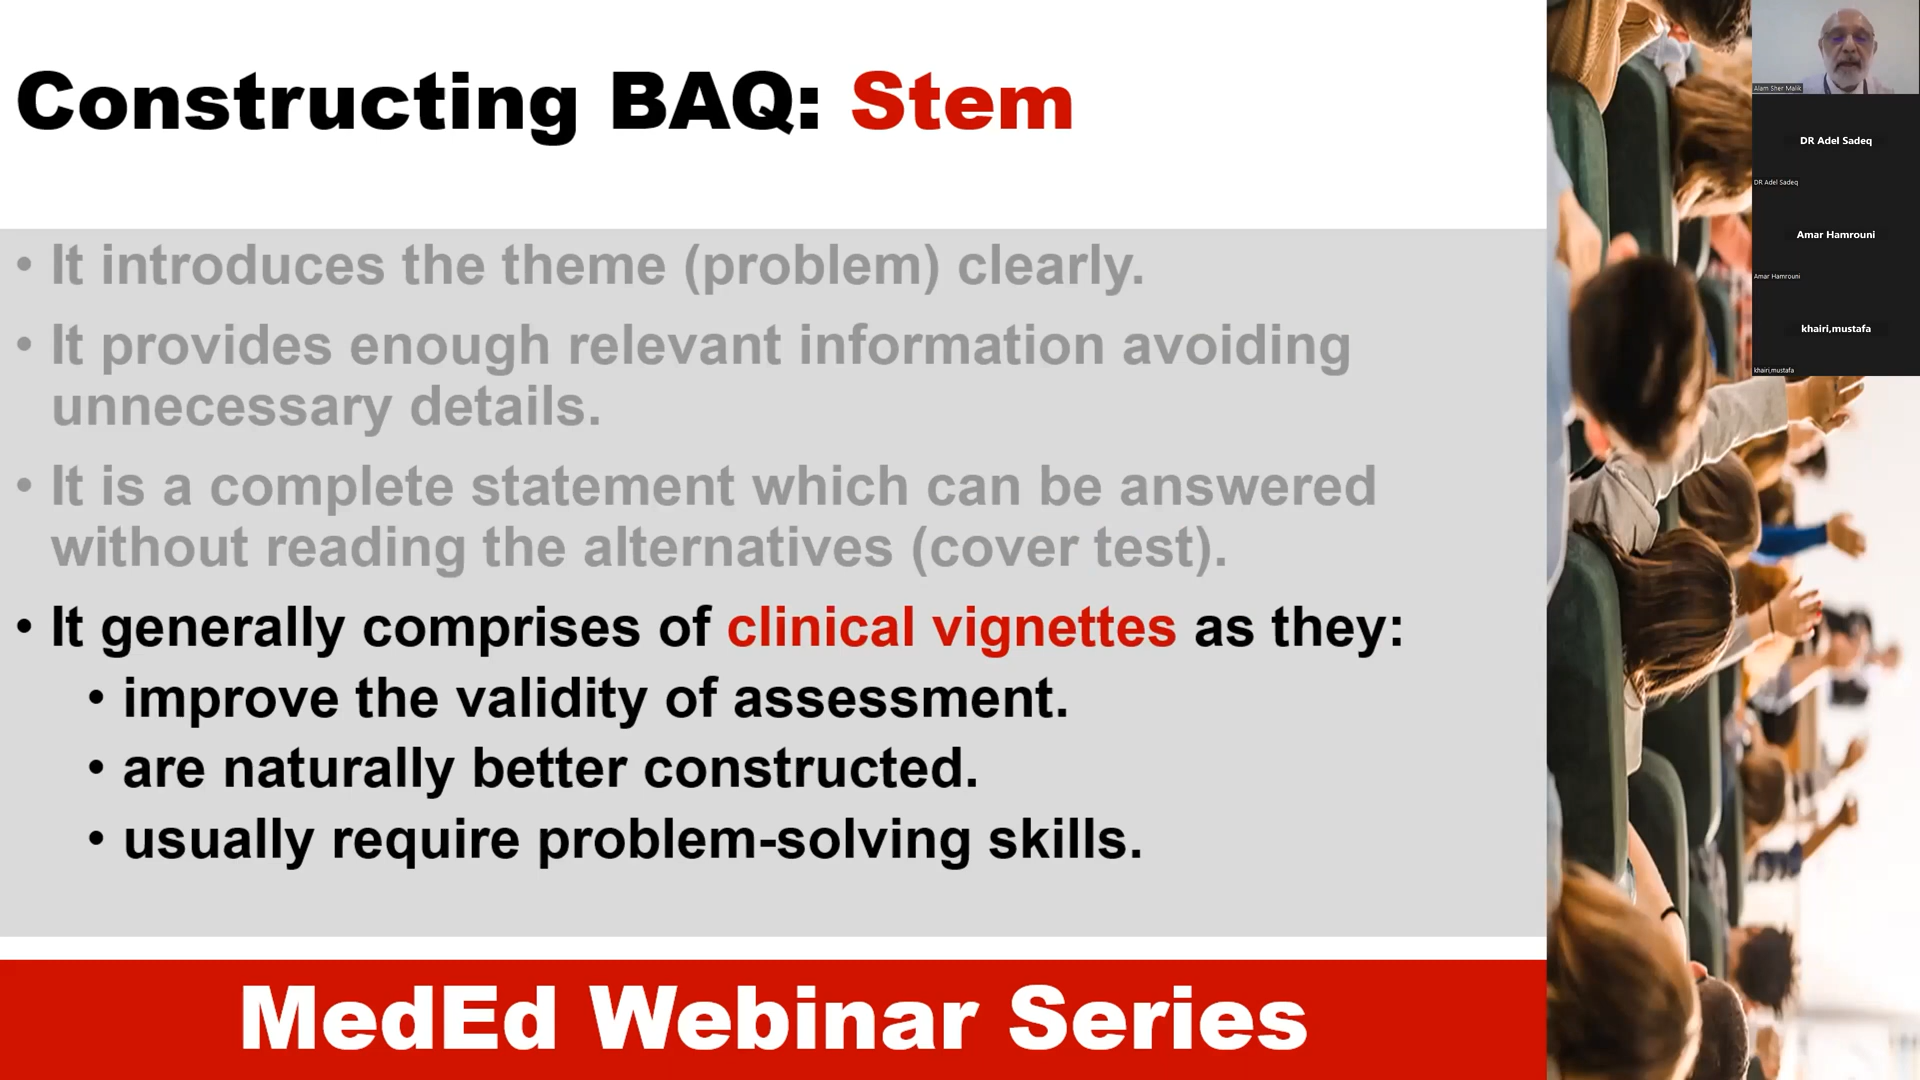 Constructing BAQ: Stem
• It introduces the theme (problem) clearly.
• It provides enough relevant information avoiding
unnecessary details.
• It is a complete statement which can be answered
without reading the alternatives (cover test).
• It generally comprises of clinical vignettes as they:
• improve the validity of assessment.
• are naturally better constructed.
• usually require problem-solving skills.
MedEd Webinar Series
Alam Sher Malik
DR Adel Sadeq
DR Adel Sadeq
Amar Hamrouni
Amar Hamrouni
khairi,mustafa
khairi,mustafa